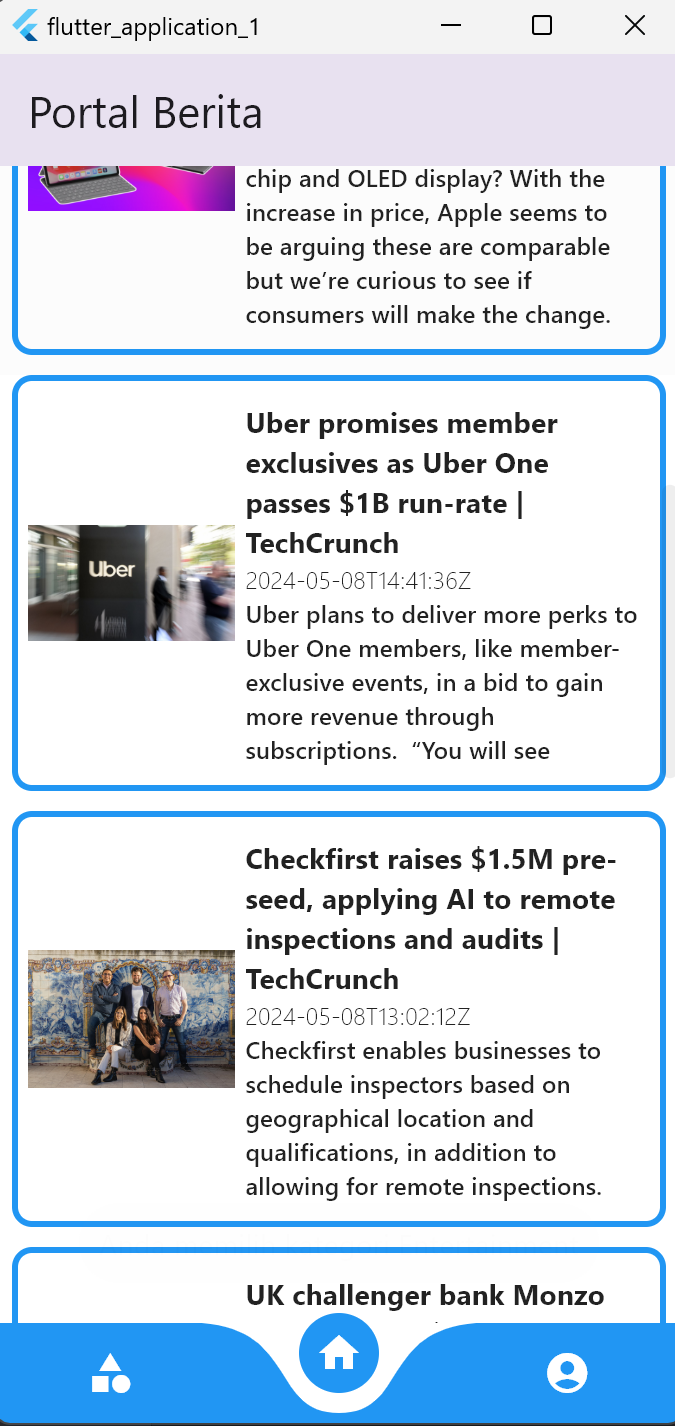 flutter_application_1
Portal Berita
chip and OLED display? With the
increase in price, Apple seems to
be arguing these are comparable
but we’re curious to see if
consumers will make the change.
Uber promises member
exclusives as Uber One
passes $1B run-rate |
TechCrunch
2024-05-08T14:41:36Z
Uber
Uber plans to deliver more perks to
Uber One members, like member-
exclusive events, in a bid to gain
more revenue through
subscriptions.  “You will see
Checkfirst raises $1.5M pre-
seed, applying AI to remote
inspections and audits |
TechCrunch
2024-05-08T13:02:12Z
Checkfirst enables businesses to
schedule inspectors based on
geographical location and
qualifications, in addition to
allowing for remote inspections.
UK challenger bank Monzo